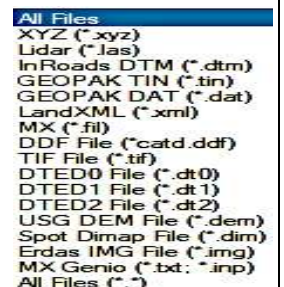 All Files
XYZ (*.xyz)
Lidar (*.las)
InRoads DTM (*.dtm)
GEOPAK TIN (*.tin)
GEOPAK DAT (*.dat)
LandXML (*.xml)
MX (*.fil)
DDF File (*catd.ddf)
TIF File (*.tif)
DTED0 File (*.dt0)
DTED1 File (*.dt1)
DTED2 File (*.dt2)
USG DEM File (*.dem)
Spot Dimap File (*.dim)
Erdas IMG File (*.img)
MX Genio (*.txt; *.inp)
All Files (*.*)